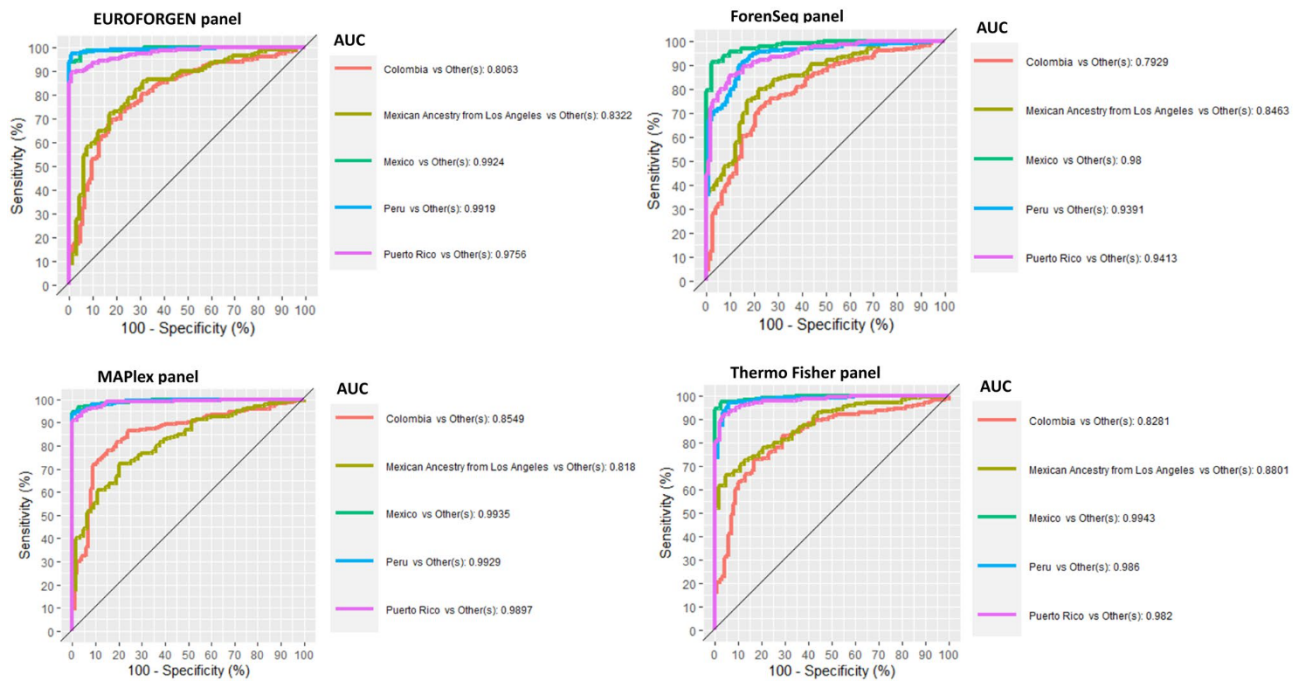 EUROFORGEN panel
AUC
100
90
80
70
60
50
40
30
20
10
0
Sensitivity (%)
0 10 20 30 40 50 60 70 80 90 100
100 - Specificity (%)
Colombia vs Other(s): 0.8063
Mexican Ancestry from Los Angeles vs Other(s): 0.8322
Mexico vs Other(s): 0.9924
Peru vs Other(s): 0.9919
Puerto Rico vs Other(s): 0.9756
ForenSeq panel
AUC
100
90
80
70
60
50
40
30
20
10
0
Sensitivity (%)
0 10 20 30 40 50 60 70 80 90 100
100 - Specificity (%)
Colombia vs Other(s): 0.7929
Mexican Ancestry from Los Angeles vs Other(s): 0.8463
Mexico vs Other(s): 0.98
Peru vs Other(s): 0.9391
Puerto Rico vs Other(s): 0.9413
MAPlex panel
AUC
100
90
80
70
60
50
40
30
20
10
0
Sensitivity (%)
0 10 20 30 40 50 60 70 80 90 100
100 - Specificity (%)
Colombia vs Other(s): 0.8549
Mexican Ancestry from Los Angeles vs Other(s): 0.818
Mexico vs Other(s): 0.9935
Peru vs Other(s): 0.9929
Puerto Rico vs Other(s): 0.9897
Thermo Fisher panel
AUC
100
90
80
70
60
50
40
30
20
10
0
Sensitivity (%)
0 10 20 30 40 50 60 70 80 90 100
100 - Specificity (%)
Colombia vs Other(s): 0.8281
Mexican Ancestry from Los Angeles vs Other(s): 0.8801
Mexico vs Other(s): 0.9943
Peru vs Other(s): 0.986
Puerto Rico vs Other(s): 0.982